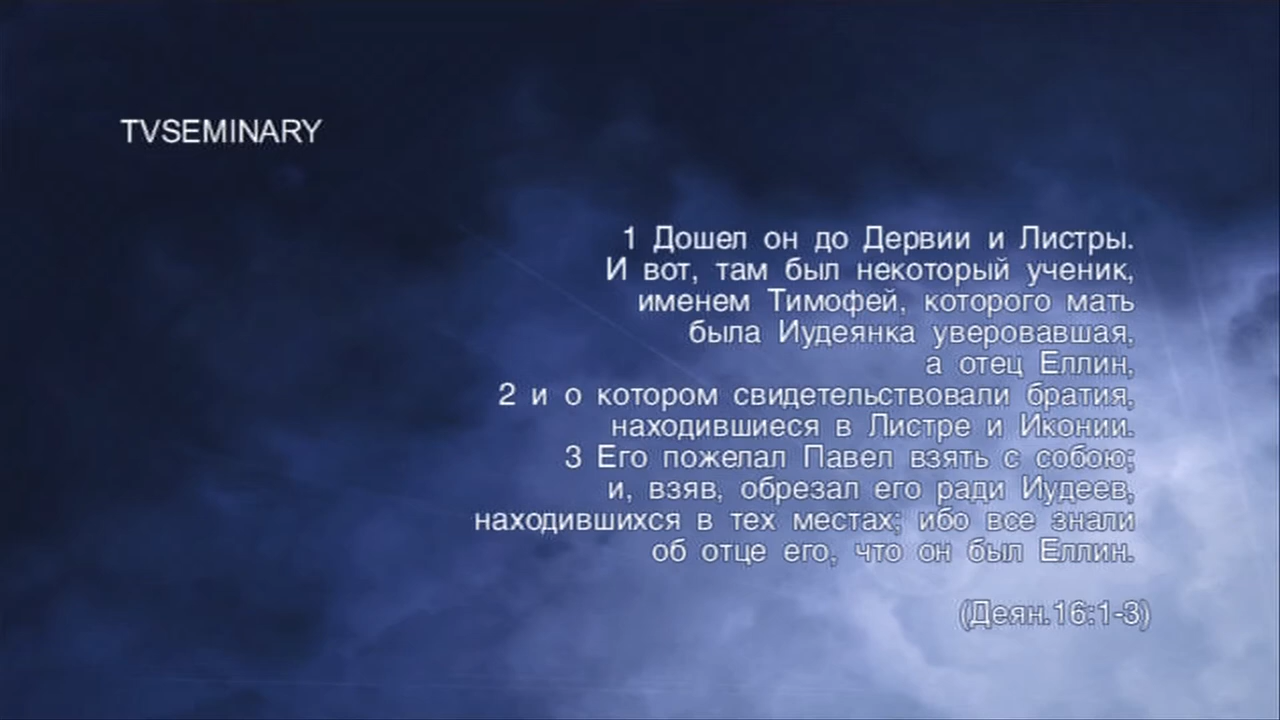 TVSEMINARY
1 Дошел он до Дервии и Листры.
И вот, там был некоторый ученик,
именем Тимофей, которого мать
была Иудеянка уверовавшая,
а отец Еллин,
2 и о котором свидетельствовали братия,
находившиеся в Листре и Иконии.
3 Его пожелал Павел взять с собою;
и, взяв, обрезал его ради Иудеев,
находившихся в тех местах; ибо все знали
об отце его, что он был Еллин.
(Деян.16:1-3)